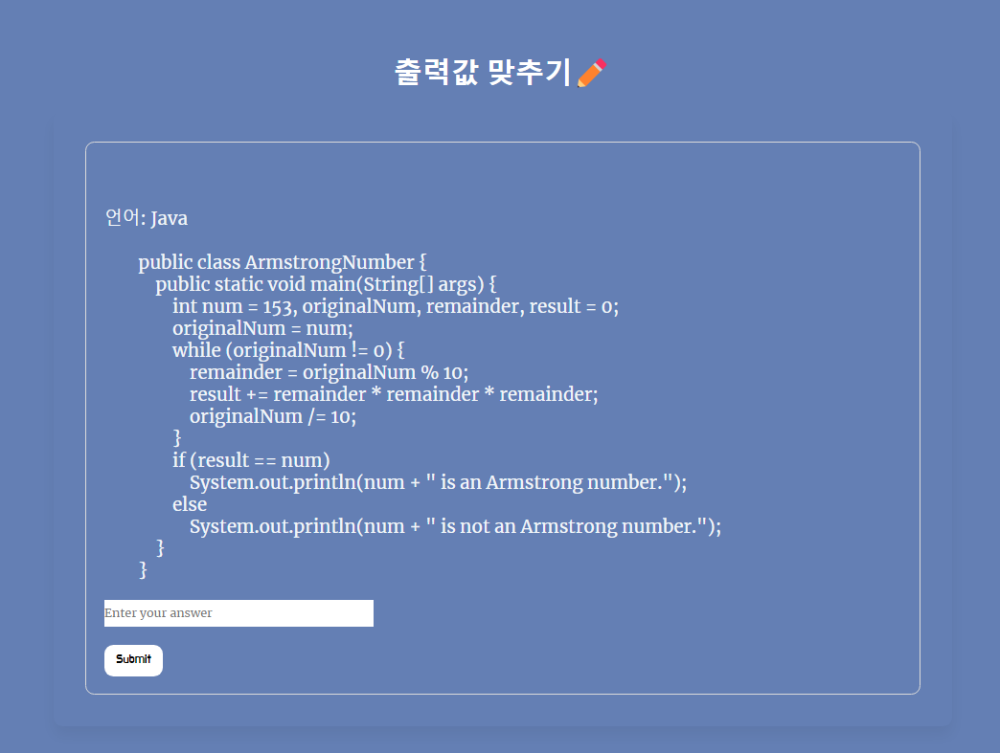 출력값 맞추기✏️
언어: Java
public class ArmstrongNumber {
public static void main(String[] args) {
int num = 153, originalNum, remainder, result = 0;
originalNum = num;
while (originalNum != 0) {
remainder = originalNum % 10;
result += remainder * remainder * remainder;
originalNum /= 10;
}
if (result == num)
System.out.println(num + " is an Armstrong number.");
else
System.out.println(num + " is not an Armstrong number.");
}
}
Enter your answer
Submit